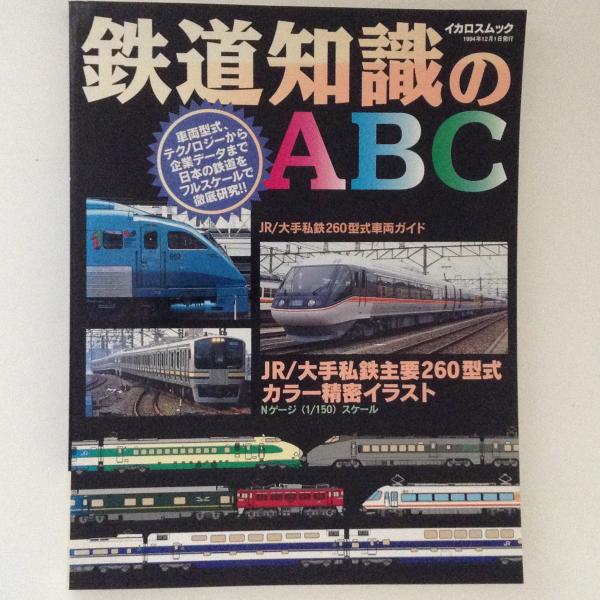 イカロスムック
1994年12月1日発行
鉄道知識の
ABC
車両型式、
テクノロジーから
企業データまで
日本の鉄道を
フルスケールで
徹底研究!!
JR/大手私鉄260型式車両ガイド
JR/大手私鉄主要260型式
カラー精密イラスト
Nゲージ（1/150）スケール